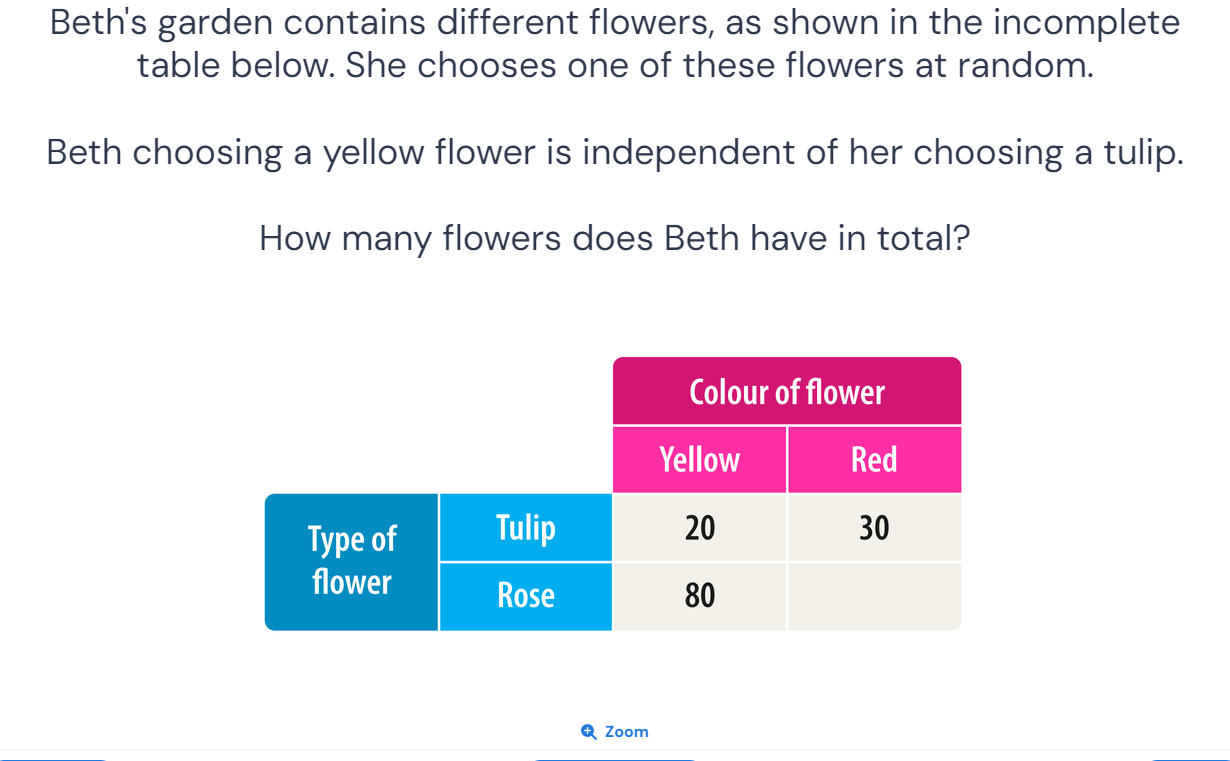 Beth's garden contains different flowers, as shown in the incomplete
table below. She chooses one of these flowers at random.
Beth choosing a yellow flower is independent of her choosing a tulip.
How many flowers does Beth have in total?
Colour of flower
Yellow Red
Type of flower
Tulip 20 30
Rose 80
Zoom